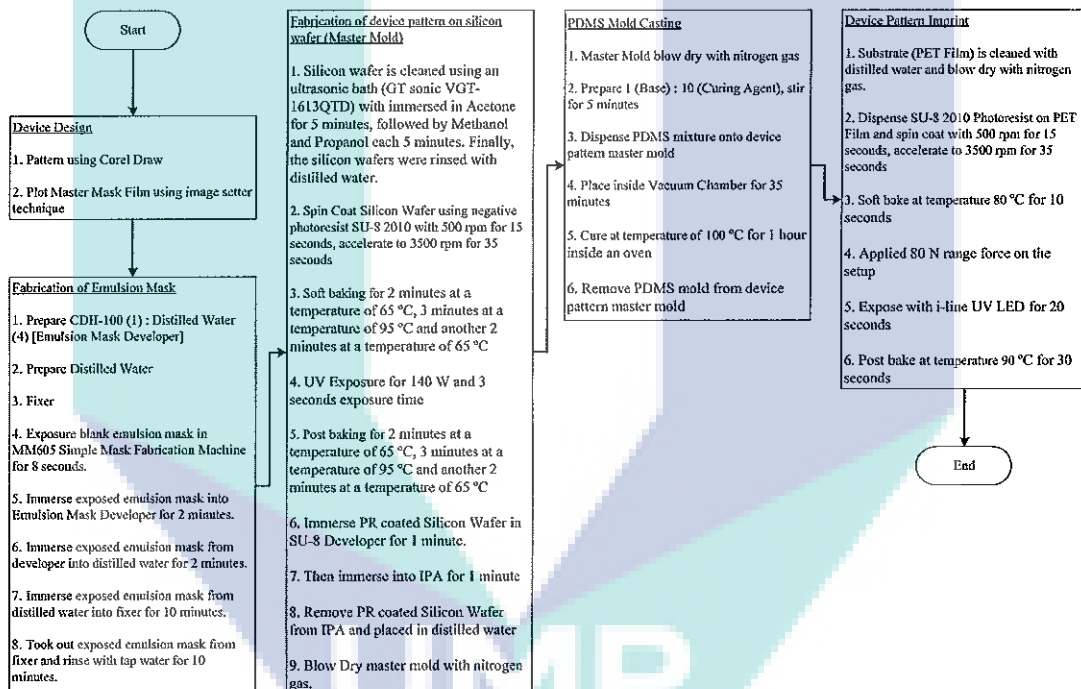 Start
Device Design
1. Pattern using Corel Draw
2. Plot Master Mask Film using image setter
technique
Fabrication of Emulsion Mask
1. Prepare CDH-100 (1) : Distilled Water
(4) [Emulsion Mask Developer]
2. Prepare Distilled Water
3. Fixer
4. Exposure blank emulsion mask in
MM605 Simple Mask Fabrication Machine
for 8 seconds.
5. Immerse exposed emulsion mask into
Emulsion Mask Developer for 2 minutes.
6. Immerse exposed emulsion mask from
developer into distilled water for 2 minutes.
7. Immerse exposed emulsion mask from
distilled water into fixer for 10 minutes.
8. Took out exposed emulsion mask from
fixer and rinse with tap water for 10
minutes.
Fabrication of device pattern on silicon
wafer (Master Mold)
1. Silicon wafer is cleaned using an
ultrasonic bath (GT sonic VGT-
1613QTD) with immersed in Acetone
for 5 minutes, followed by Methanol
and Propanol each 5 minutes. Finally,
the silicon wafers were rinsed with
distilled water.
2. Spin Coat Silicon Wafer using negative
photoresist SU-8 2010 with 500 rpm for 15
seconds, accelerate to 3500 rpm for 35
seconds
3. Soft baking for 2 minutes at a
temperature of 65 °C, 3 minutes at a
temperature of 95 °C and another 2
minutes at a temperature of 65 °C
4. UV Exposure for 140 W and 3
seconds exposure time
5. Post baking for 2 minutes at a
temperature of 65 °C, 3 minutes at a
temperature of 95 °C and another 2
minutes at a temperature of 65 °C
6. Immerse PR coated Silicon Wafer in
SU-8 Developer for 1 minute.
7. Then immerse into IPA for 1 minute
8. Remove PR coated Silicon Wafer
from IPA and placed in distilled water
9. Blow Dry master mold with nitrogen
gas.
PDMS Mold Casting
1. Master Mold blow dry with nitrogen gas
2. Prepare 1 (Base) : 10 (Curing Agent), stir
for 5 minutes
3. Dispense PDMS mixture onto device
pattern master mold
4. Place inside Vacuum Chamber for 35
minutes
5. Cure at temperature of 100 °C for 1 hour
inside an oven
6. Remove PDMS mold from device
pattern master mold
Device Pattern Imprint
1. Substrate (PET Film) is cleaned with
distilled water and blow dry with nitrogen
gas.
2. Dispense SU-8 2010 Photoresist on PET
Film and spin coat with 500 rpm for 15
seconds, accelerate to 3500 rpm for 35
seconds
3. Soft bake at temperature 80 °C for 10
seconds
4. Applied 80 N range force on the
setup
5. Expose with i-line UV LED for 20
seconds
6. Post bake at temperature 90 °C for 30
seconds
End
UMP